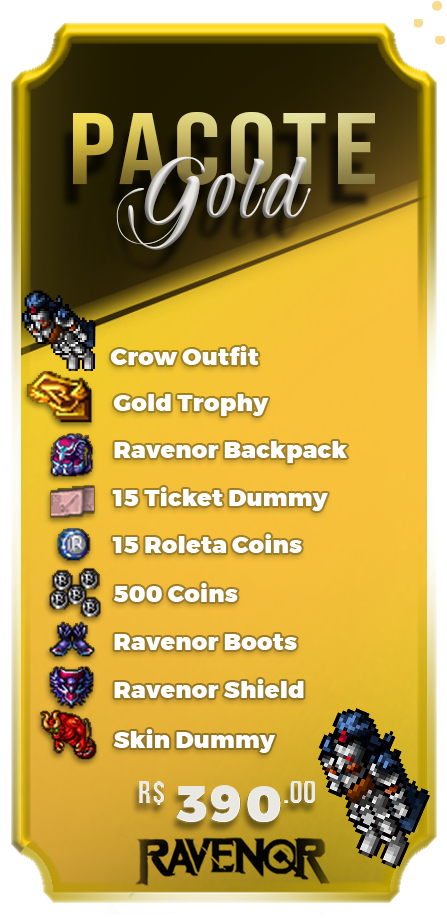 PACOTE
Gold
Crow Outfit
Gold Trophy
Ravenor Backpack
15 Ticket Dummy
15 Roleta Coins
500 Coins
Ravenor Boots
Ravenor Shield
Skin Dummy
R$ 390.00
RAVENOR